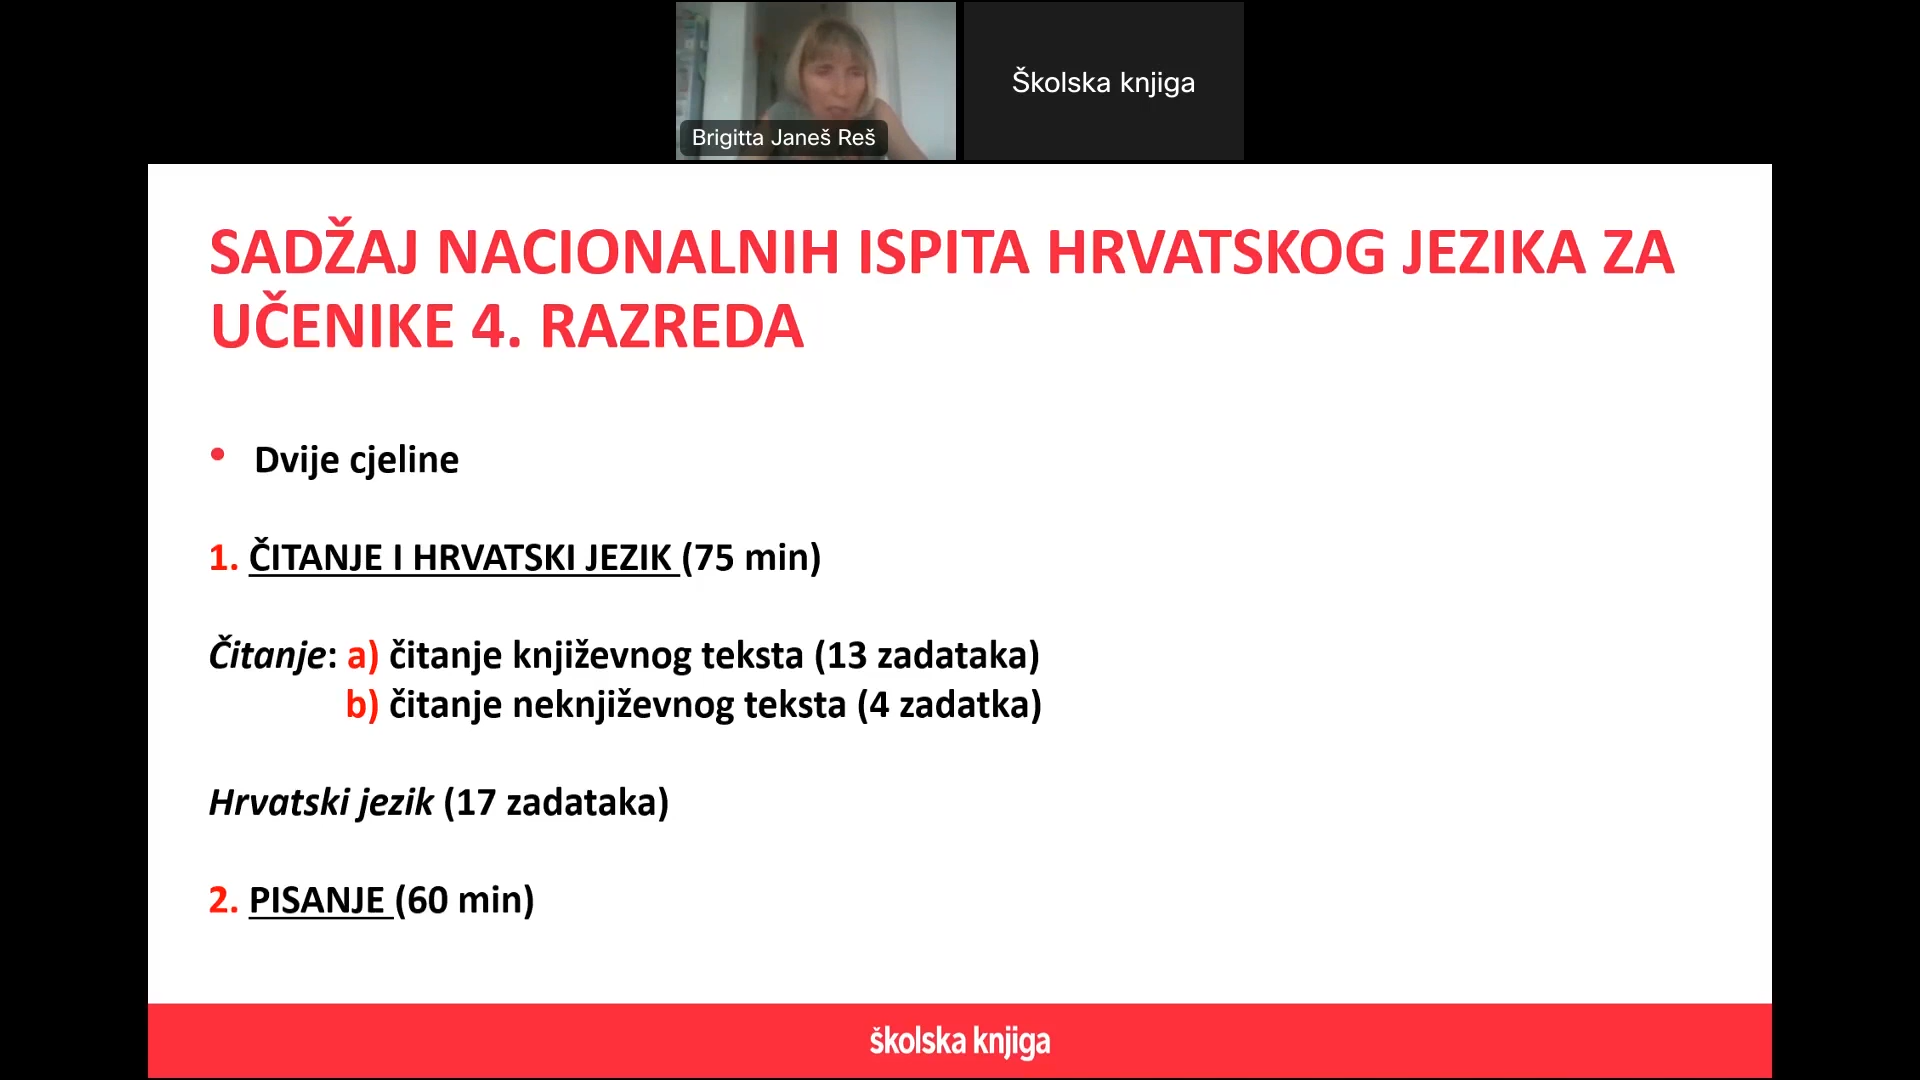 Brigitta Janeš Reš
Školska knjiga
SADŽAJ NACIONALNIH ISPITA HRVATSKOG JEZIKA ZA
UČENIKE 4. RAZREDA
• Dvije cjeline
1. ČITANJE I HRVATSKI JEZIK (75 min)
Čitanje: a) čitanje književnog teksta (13 zadataka)
b) čitanje neknjiževnog teksta (4 zadatka)
Hrvatski jezik (17 zadataka)
2. PISANJE (60 min)
školska knjiga